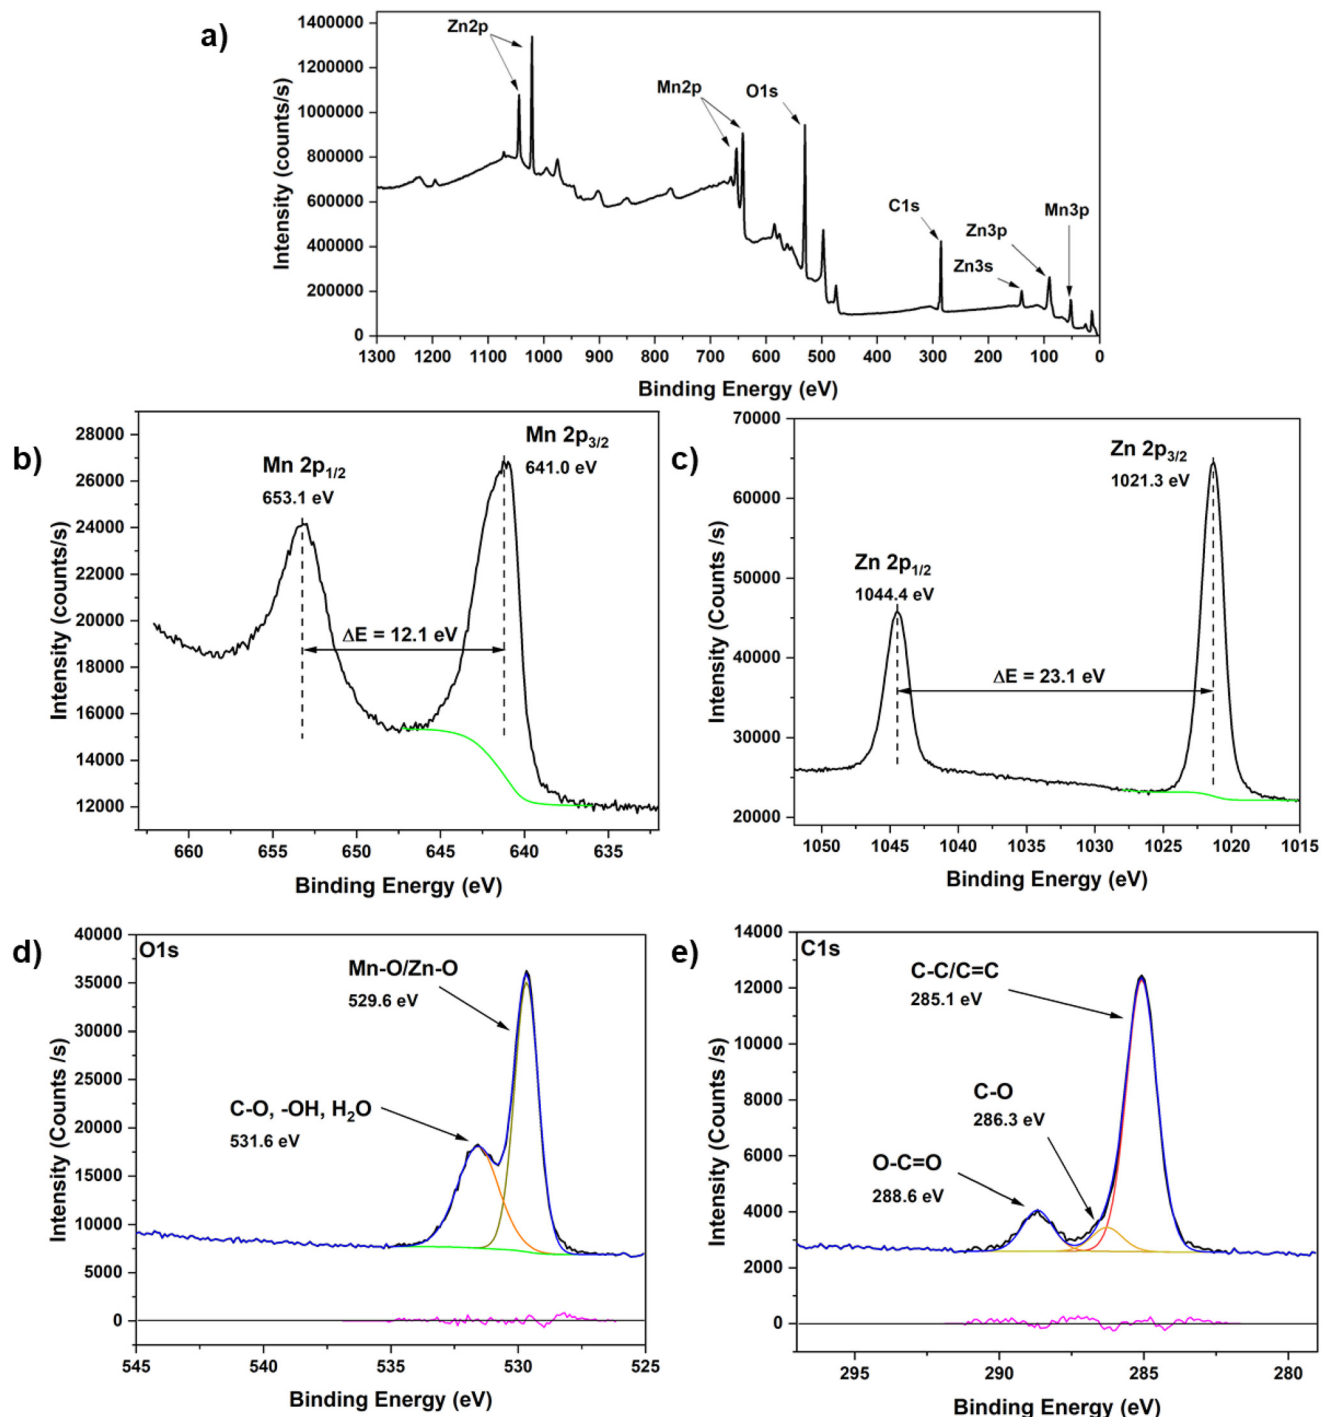 a)
1400000
1200000
1000000
800000
600000
400000
200000
0
Intensity (counts/s)
Zn2p
Mn2p
O1s
C1s
Zn3s
Zn3p
Mn3p
1300 1200 1100 1000 900 800 700 600 500 400 300 200 100 0
Binding Energy (eV)
b)
28000
26000
24000
22000
20000
18000
16000
14000
12000
Intensity (counts/s)
Mn 2p1/2
653.1 eV
Mn 2p3/2
641.0 eV
ΔE = 12.1 eV
660 655 650 645 640 635
Binding Energy (eV)
c)
70000
60000
50000
40000
30000
20000
Intensity (Counts /s)
Zn 2p1/2
1044.4 eV
Zn 2p3/2
1021.3 eV
ΔE = 23.1 eV
1050 1045 1040 1035 1030 1025 1020 1015
Binding Energy (eV)
d)
O1s
40000
35000
30000
25000
20000
15000
10000
5000
0
Intensity (Counts /s)
Mn-O/Zn-O
529.6 eV
C-O, -OH, H2O
531.6 eV
545 540 535 530 525
Binding Energy (eV)
e)
C1s
14000
12000
10000
8000
6000
4000
2000
0
Intensity (Counts /s)
C-C/C=C
285.1 eV
C-O
286.3 eV
O-C=O
288.6 eV
295 290 285 280
Binding Energy (eV)